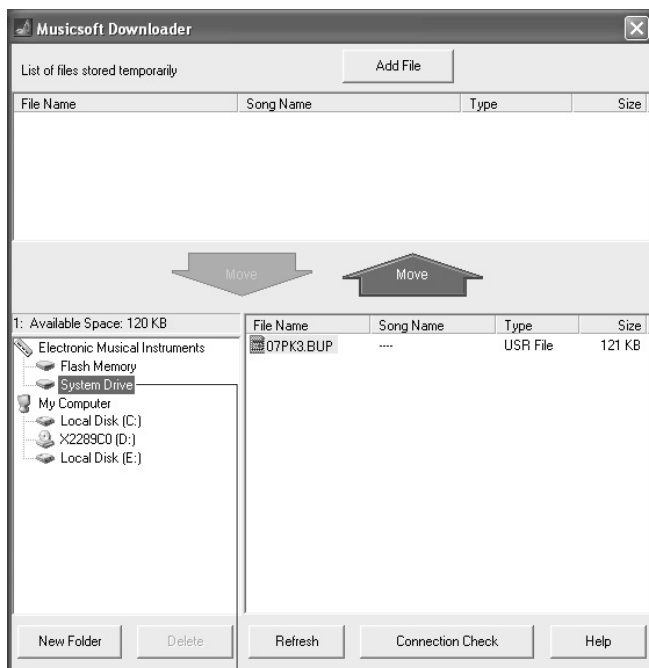 Musicsoft Downloader
List of files stored temporarily
Add File
File Name Song Name Type Size
Move Move
1: Available Space: 120 KB
Electronic Musical Instruments
Flash Memory
System Drive
My Computer
Local Disk (C:)
X2289C0 (D:)
Local Disk (E:)
File Name Song Name Type Size
07PK3.BUP ---- USR File 121 KB
New Folder Delete Refresh Connection Check Help